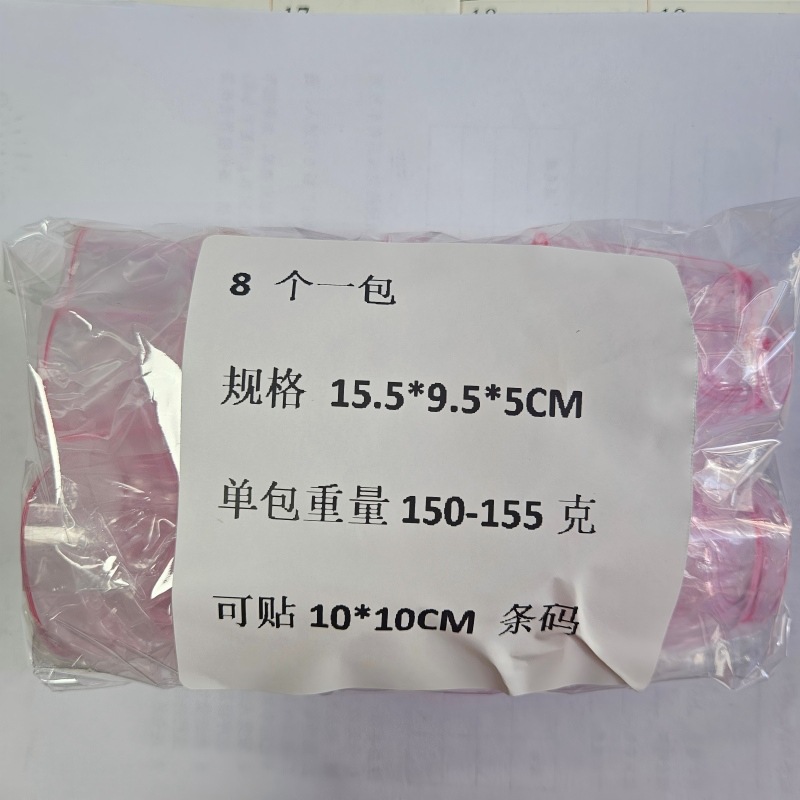 8 个一包
规格 15.5*9.5*5CM
单包重量 150-155 克
可贴 10*10CM 条码